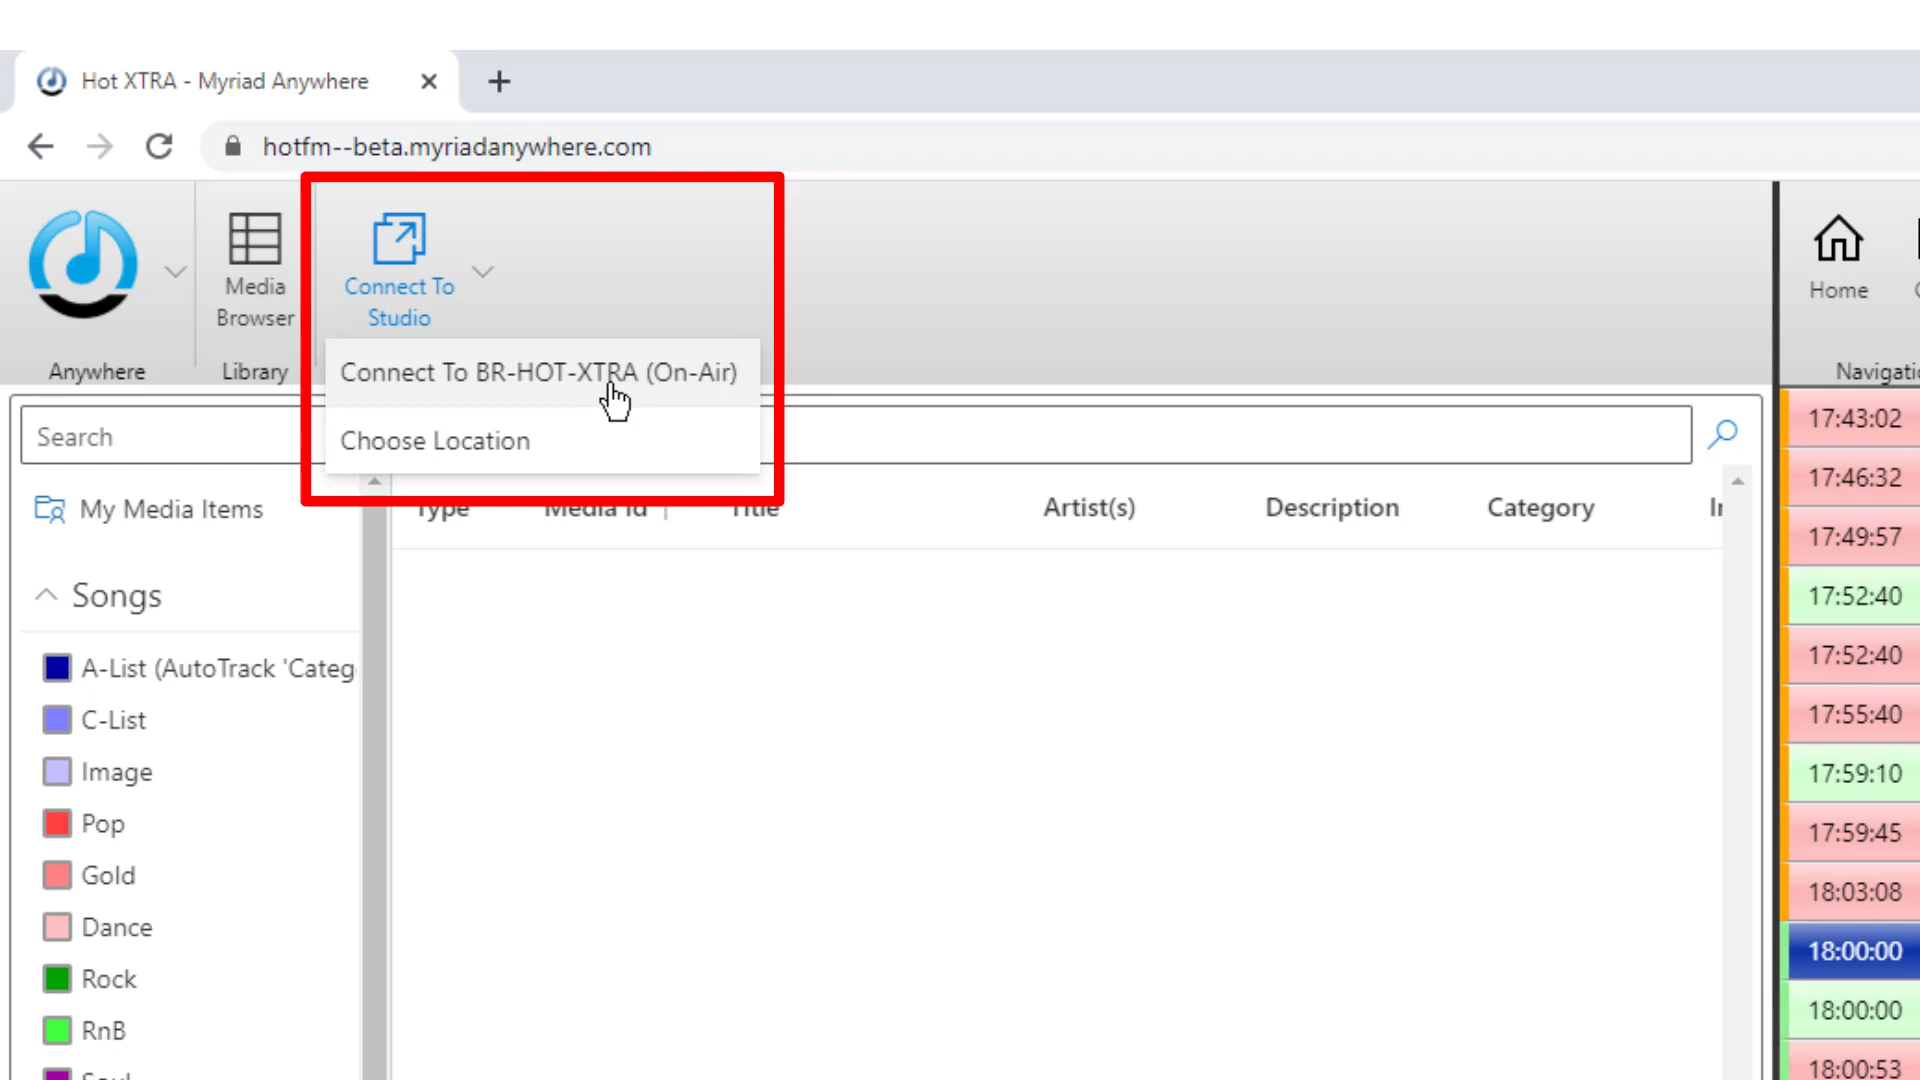 Hot XTRA - Myriad Anywhere
hotfm--beta.myriadanywhere.com
Media
Browser
Connect To
Studio
Home
Anywhere
Library
Navigati
Connect To BR-HOT-XTRA (On-Air)
Choose Location
Search
My Media Items
Type
Media Id
Title
Artist(s)
Description
Category
Songs
A-List (AutoTrack 'Categ
C-List
Image
Pop
Gold
Dance
Rock
RnB
17:43:02
17:46:32
17:49:57
17:52:40
17:52:40
17:55:40
17:59:10
17:59:45
18:03:08
18:00:00
18:00:00
18:00:53